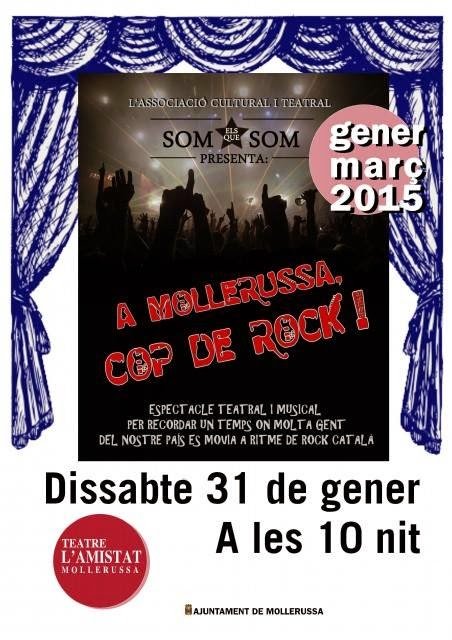 L'ASSOCIACIÓ CULTURAL I TEATRAL
SOM ELS QUE SOM
PRESENTA:
gener
març
2015
A MOLLERUSSA,
COP DE ROCK!
ESPECTACLE TEATRAL I MUSICAL
PER RECORDAR UN TEMPS ON MOLTA GENT
DEL NOSTRE PAÍS ES MOVIA A RITME DE ROCK CATALÀ
Dissabte 31 de gener
A les 10 nit
TEATRE
L'AMISTAT
MOLLERUSSA
AJUNTAMENT DE MOLLERUSSA